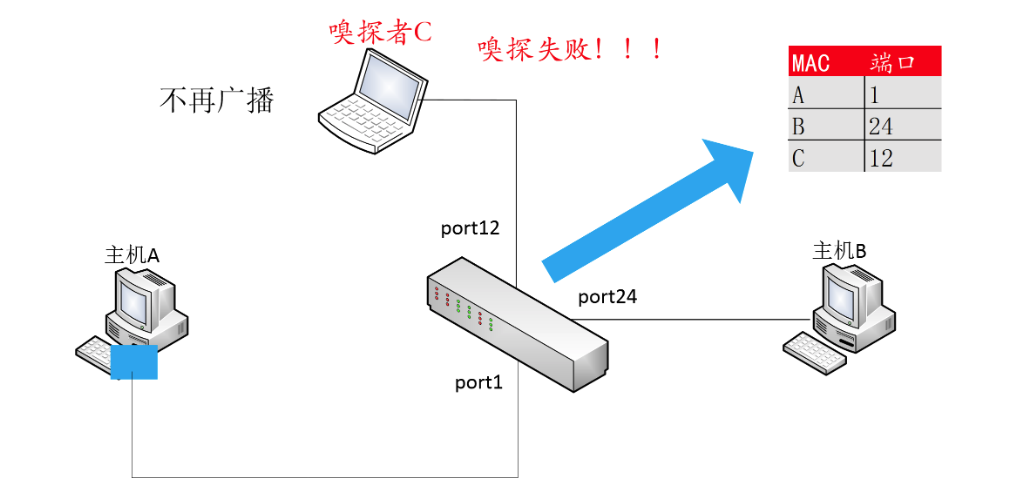 嗅探者C
嗅探失败！！！
不再广播
MAC 端口
A 1
B 24
C 12
port12
主机A
主机B
port24
port1